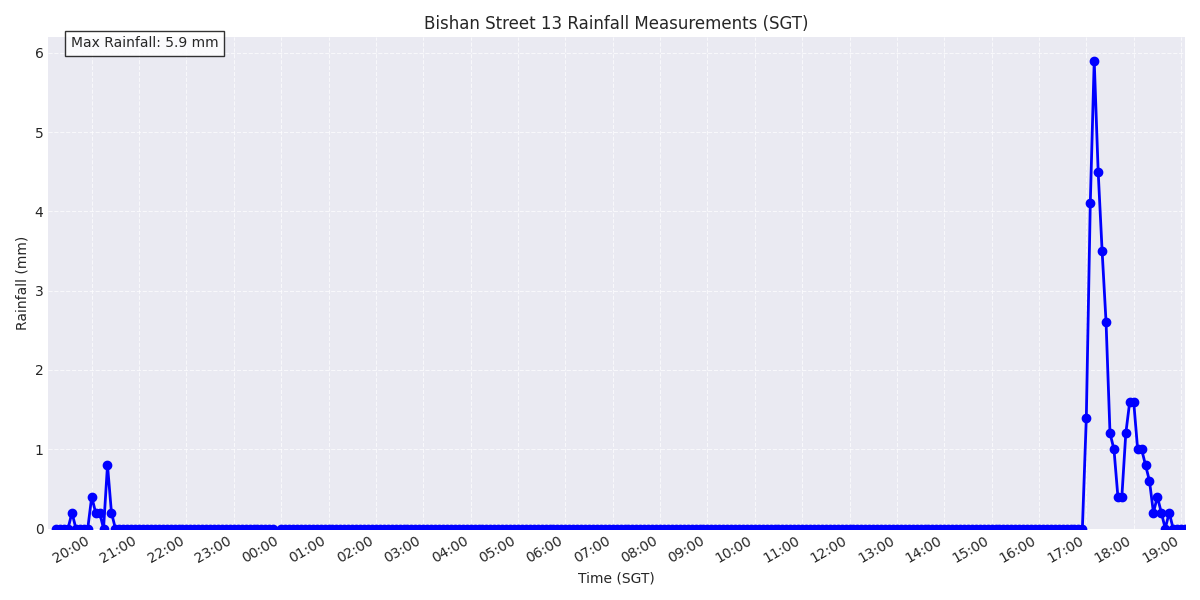 Bishan Street 13 Rainfall Measurements (SGT)
Max Rainfall: 5.9 mm
6
5
4
3
2
1
0
Rainfall (mm)
20:00 21:00 22:00 23:00 00:00 01:00 02:00 03:00 04:00 05:00 06:00 07:00 08:00 09:00 10:00 11:00 12:00 13:00 14:00 15:00 16:00 17:00 18:00 19:00
Time (SGT)